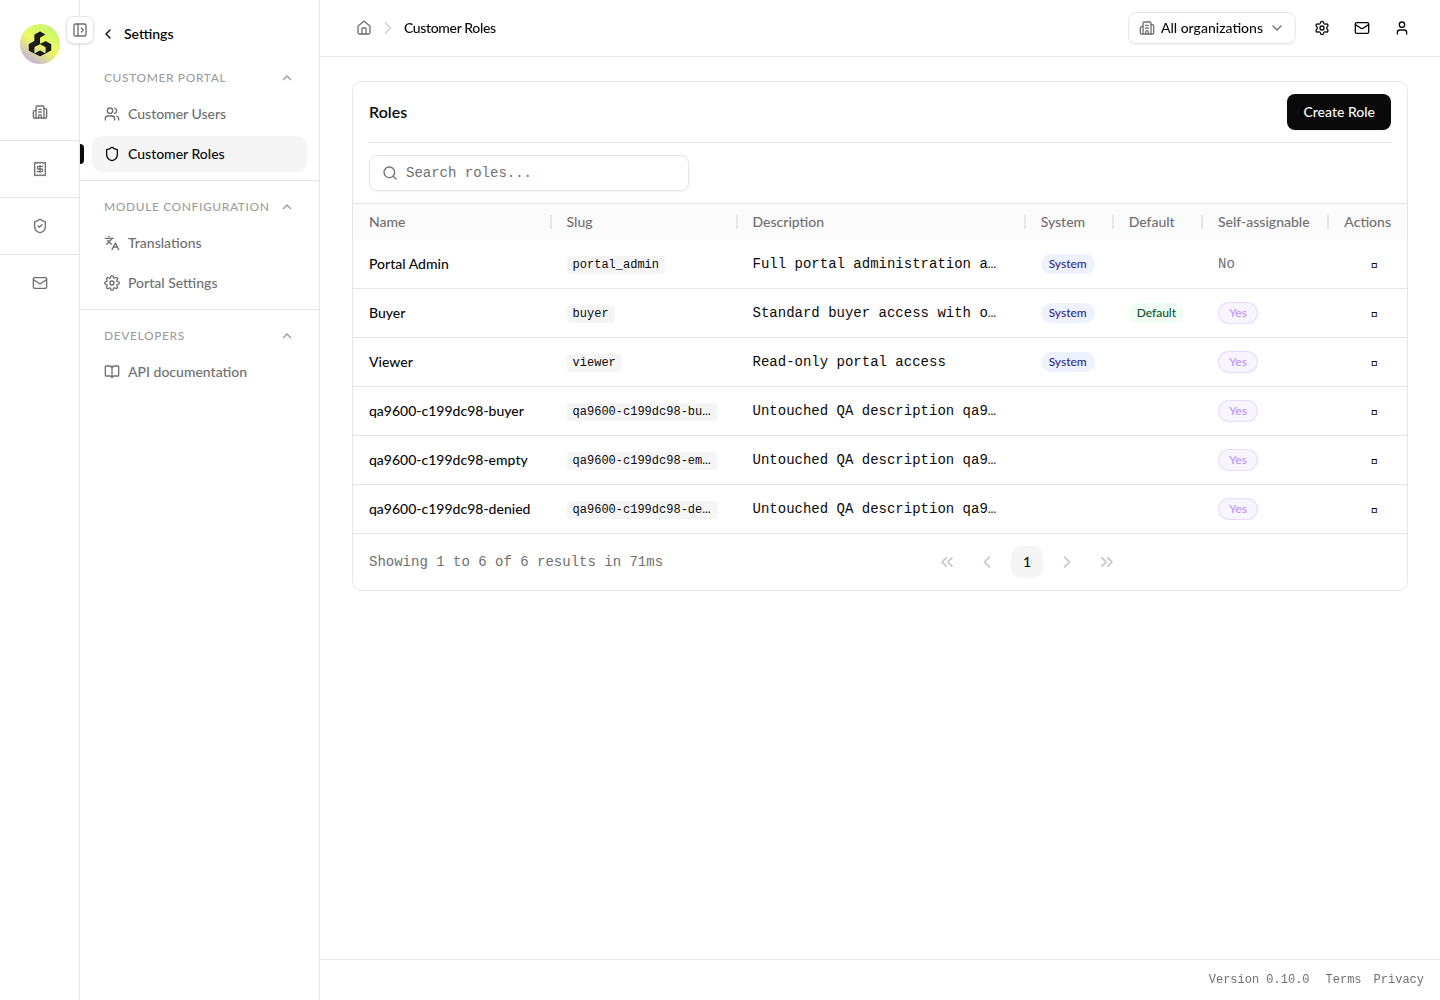 Settings
CUSTOMER PORTAL
Customer Users
Customer Roles
MODULE CONFIGURATION
Translations
Portal Settings
DEVELOPERS
API documentation
Customer Roles
All organizations
Roles
Create Role
Search roles...
Name Slug Description System Default Self-assignable Actions
Portal Admin portal_admin Full portal administration a… System No
Buyer buyer Standard buyer access with o… System Default Yes
Viewer viewer Read-only portal access System Yes
qa9600-c199dc98-buyer qa9600-c199dc98-bu… Untouched QA description qa9… Yes
qa9600-c199dc98-empty qa9600-c199dc98-em… Untouched QA description qa9… Yes
qa9600-c199dc98-denied qa9600-c199dc98-de… Untouched QA description qa9… Yes
Showing 1 to 6 of 6 results in 71ms 1
Version 0.10.0 Terms Privacy